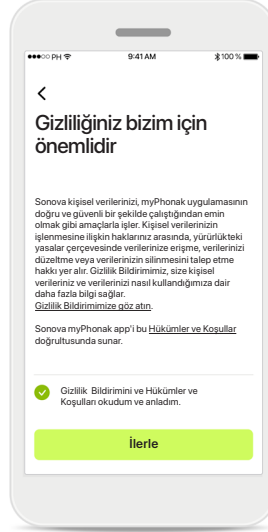 PH 9:41 AM 100 %
Gizliliğiniz bizim için
önemlidir
Sonova kişisel verilerinizi, myPhonak uygulamasının
doğru ve güvenli bir şekilde çalıştığından emin
olmak gibi amaçlarla işler. Kişisel verilerinizin
işlenmesine ilişkin haklarınız arasında, yürürlükteki
yasalar çerçevesinde verilerinize erişme, verilerinizi
düzeltme veya verilerinizin silinmesini talep etme
hakkı yer alır. Gizlilik Bildirimimiz, size kişisel
verileriniz ve verilerinizi nasıl kullandığımıza dair
daha fazla bilgi sağlar.
Gizlilik Bildirimimize göz atın.
Sonova myPhonak app'i bu Hükümler ve Koşullar
doğrultusunda sunar.
Gizlilik Bildirimini ve Hükümler ve
Koşulları okudum ve anladım.
İlerle